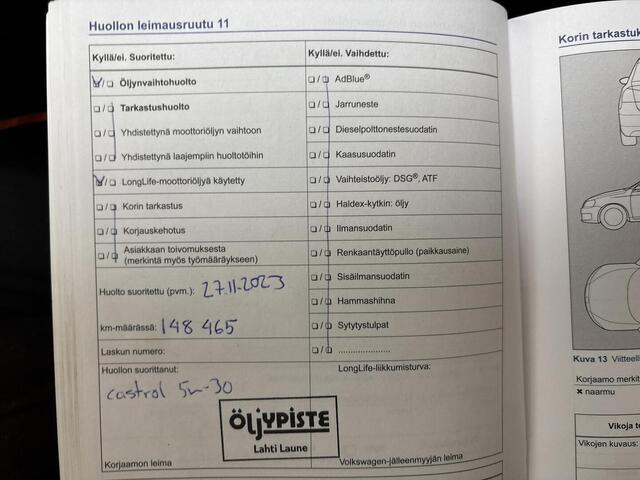 Huollon leimausruutu 11
Kyllä/ei. Suoritettu:
Öljynvaihtohuolto
Tarkastushuolto
Yhdistettynä moottoriöljyn vaihtoon
Yhdistettynä laajempiin huoltotöihin
LongLife-moottoriöljyä käytetty
Korin tarkastus
Korjauskehotus
Asiakkaan toivomuksesta
(merkintä myös työmääräykseen)
Huolto suoritettu (pvm.): 27.11.2023
km-määrässä: 148 465
Laskun numero:
Huollon suorittanut:
castrol 5w-30
ÖLJYPISTE
Lahti Laune
Korjaamon leima
Kyllä/ei. Vaihdettu:
AdBlue®
Jarruneste
Dieselpolttonestesuodatin
Kaasusuodatin
Vaihteistoöljy: DSG®, ATF
Haldex-kytkin: öljy
Ilmansuodatin
Renkaantäyttöpullo (paikkausaine)
Sisäilmansuodatin
Hammashihna
Sytytystulpat
.....................
LongLife-liikkumisturva:
Volkswagen-jälleenmyyjän leima
Korin tarkastuk
Kuva 13 Viitteell
Korjaamo merkit
× naarmu
Vikoja to
Vikojen kuvaus: